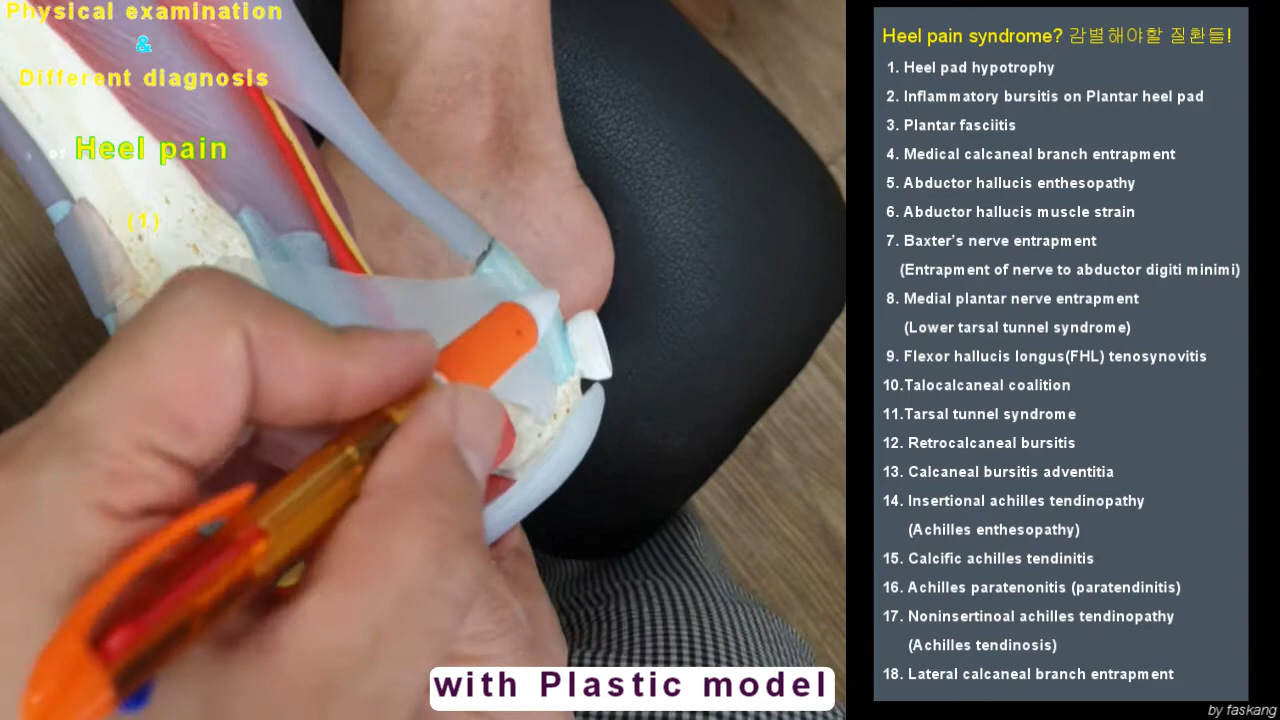 Physical examination
&
Different diagnosis
of Heel pain
(1)
with Plastic model
Heel pain syndrome? 감별해야할 질환들!
1. Heel pad hypotrophy
2. Inflammatory bursitis on Plantar heel pad
3. Plantar fasciitis
4. Medical calcaneal branch entrapment
5. Abductor hallucis enthesopathy
6. Abductor hallucis muscle strain
7. Baxter's nerve entrapment
(Entrapment of nerve to abductor digiti minimi)
8. Medial plantar nerve entrapment
(Lower tarsal tunnel syndrome)
9. Flexor hallucis longus(FHL) tenosynovitis
10.Talocalcaneal coalition
11.Tarsal tunnel syndrome
12. Retrocalcaneal bursitis
13. Calcaneal bursitis adventitia
14. Insertional achilles tendinopathy
(Achilles enthesopathy)
15. Calcific achilles tendinitis
16. Achilles paratenonitis (paratendinitis)
17. Noninsertinoal achilles tendinopathy
(Achilles tendinosis)
18. Lateral calcaneal branch entrapment
by faskang